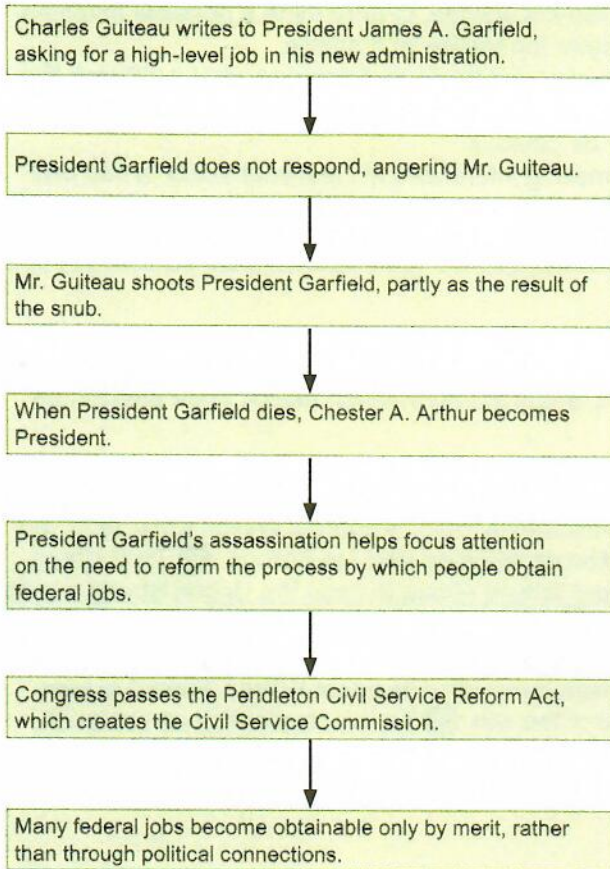 Charles Guiteau writes to President James A. Garfield,
asking for a high-level job in his new administration.
President Garfield does not respond, angering Mr. Guiteau.
Mr. Guiteau shoots President Garfield, partly as the result of
the snub.
When President Garfield dies, Chester A. Arthur becomes
President.
President Garfield's assassination helps focus attention
on the need to reform the process by which people obtain
federal jobs.
Congress passes the Pendleton Civil Service Reform Act,
which creates the Civil Service Commission.
Many federal jobs become obtainable only by merit, rather
than through political connections.